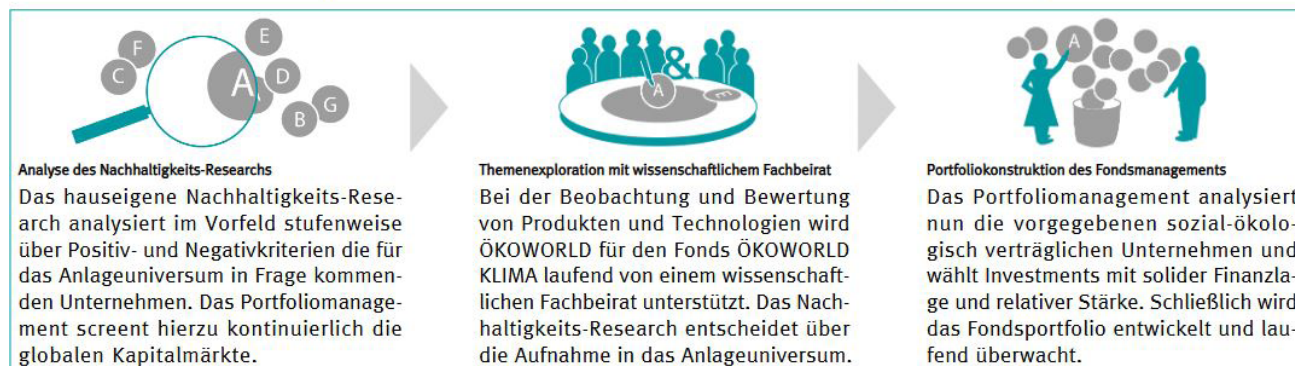 F
C
A
E
D
B
G
Analyse des Nachhaltigkeits-Researchs
Das hauseigene Nachhaltigkeits-Rese-
arch analysiert im Vorfeld stufenweise
über Positiv- und Negativkriterien die für
das Anlageuniversum in Frage kommen-
den Unternehmen. Das Portfoliomanage-
ment screent hierzu kontinuierlich die
globalen Kapitalmärkte.
&
A
E
Themenexploration mit wissenschaftlichem Fachbeirat
Bei der Beobachtung und Bewertung
von Produkten und Technologien wird
ÖKOWORLD für den Fonds ÖKOWORLD
KLIMA laufend von einem wissenschaft-
lichen Fachbeirat unterstützt. Das Nach-
haltigkeits-Research entscheidet über
die Aufnahme in das Anlageuniversum.
A
Portfoliokonstruktion des Fondsmanagements
Das Portfoliomanagement analysiert
nun die vorgegebenen sozial-ökolo-
gisch verträglichen Unternehmen und
wählt Investments mit solider Finanzla-
ge und relativer Stärke. Schließlich wird
das Fondsportfolio entwickelt und lau-
fend überwacht.